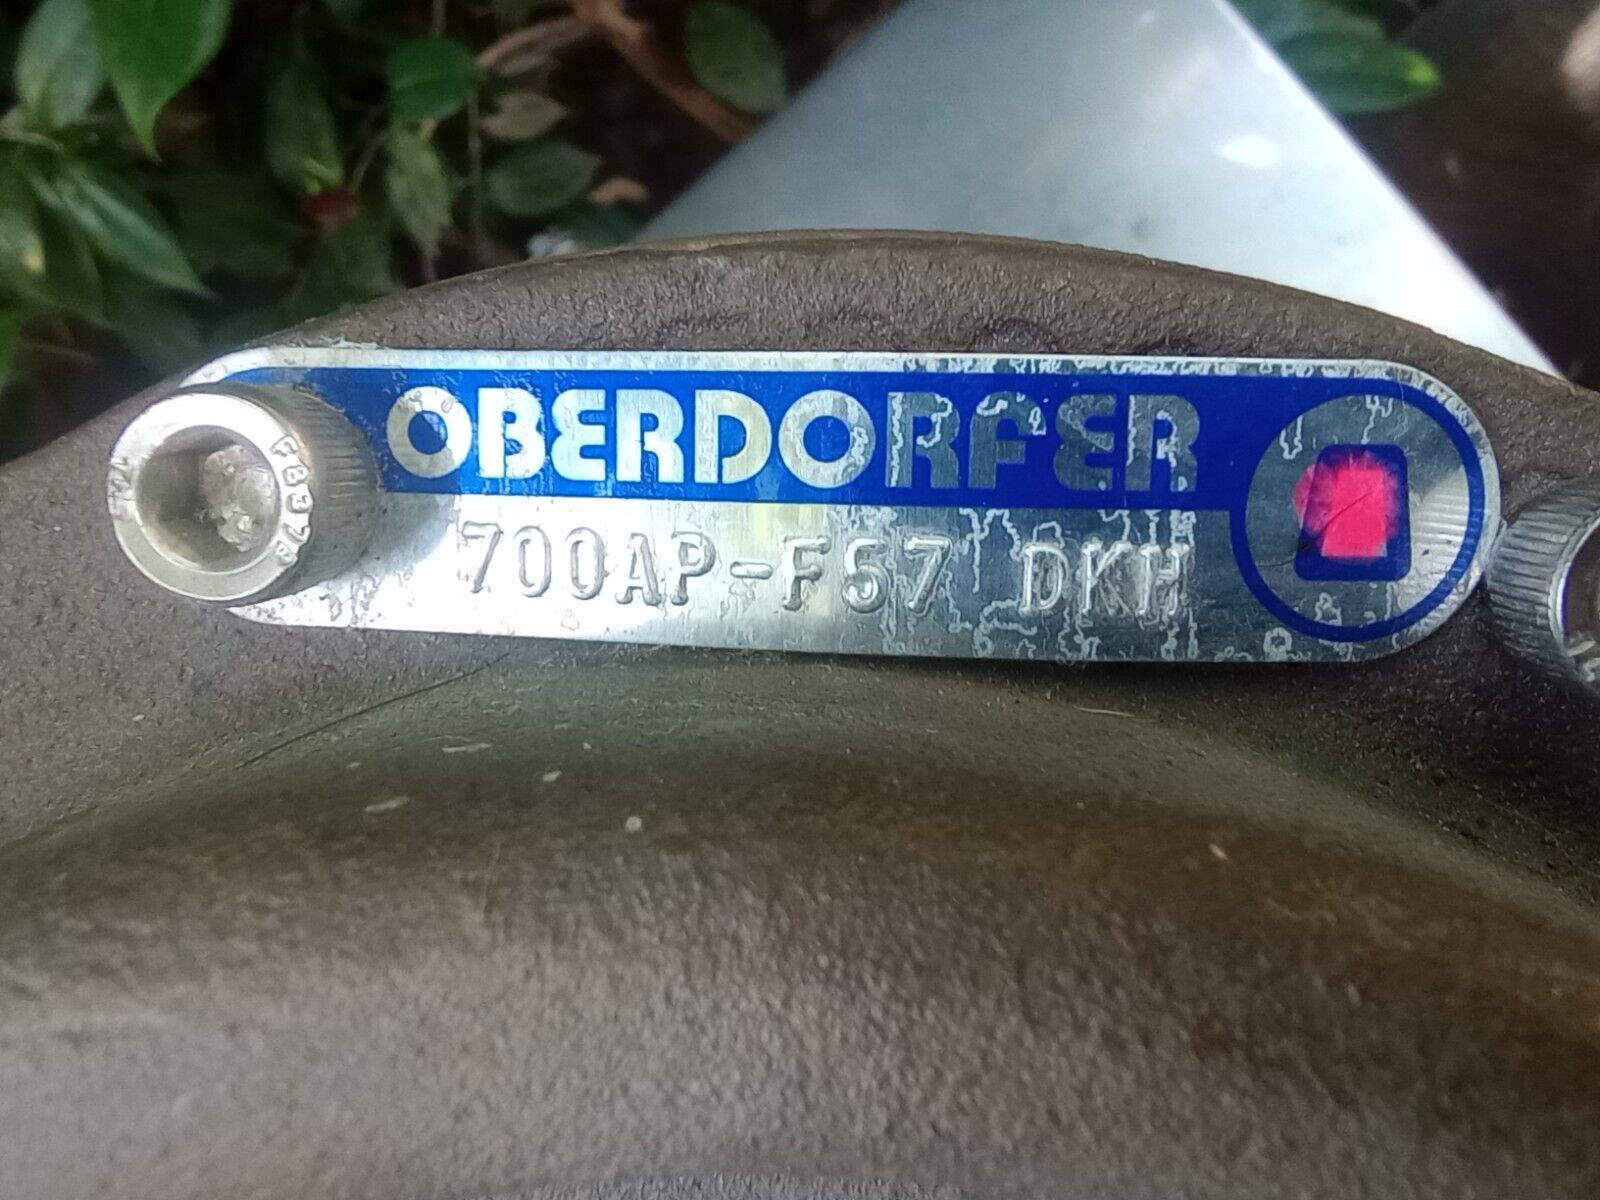 OBERDORFER
700AP-F57 DKH